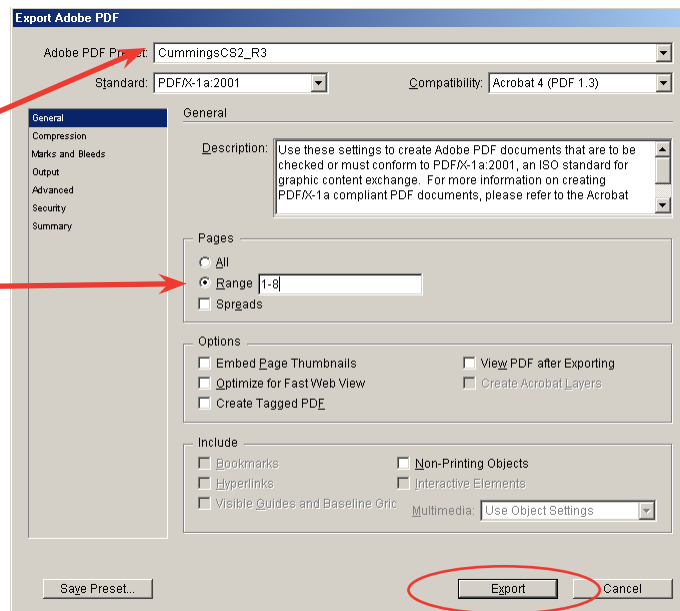 Export Adobe PDF
Adobe PDF Preset: CummingsCS2_R3
Standard: PDF/X-1a:2001 Compatibility: Acrobat 4 (PDF 1.3)
General
Compression
Marks and Bleeds
Output
Advanced
Security
Summary
General
Description: Use these settings to create Adobe PDF documents that are to be
checked or must conform to PDF/X-1a:2001, an ISO standard for
graphic content exchange. For more information on creating
PDF/X-1a compliant PDF documents, please refer to the Acrobat
Pages
All
Range 1-8
Spreads
Options
Embed Page Thumbnails View PDF after Exporting
Optimize for Fast Web View Create Acrobat Layers
Create Tagged PDF
Include
Bookmarks Non-Printing Objects
Hyperlinks Interactive Elements
Visible Guides and Baseline Gric Multimedia: Use Object Settings
Save Preset... Export Cancel